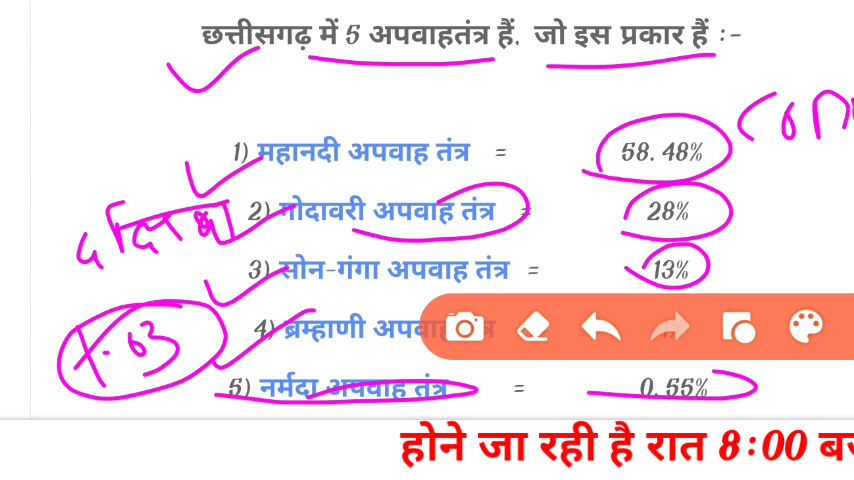 छत्तीसगढ़ में 5 अपवाहतंत्र हैं, जो इस प्रकार हैं :-
1) महानदी अपवाह तंत्र = 58.48%
2) गोदावरी अपवाह तंत्र = 28%
3) सोन-गंगा अपवाह तंत्र = 13%
4) ब्रम्हाणी
5) नर्मदा अपवाह तंत्र = 0.55%
होने जा रही है रात 8:00